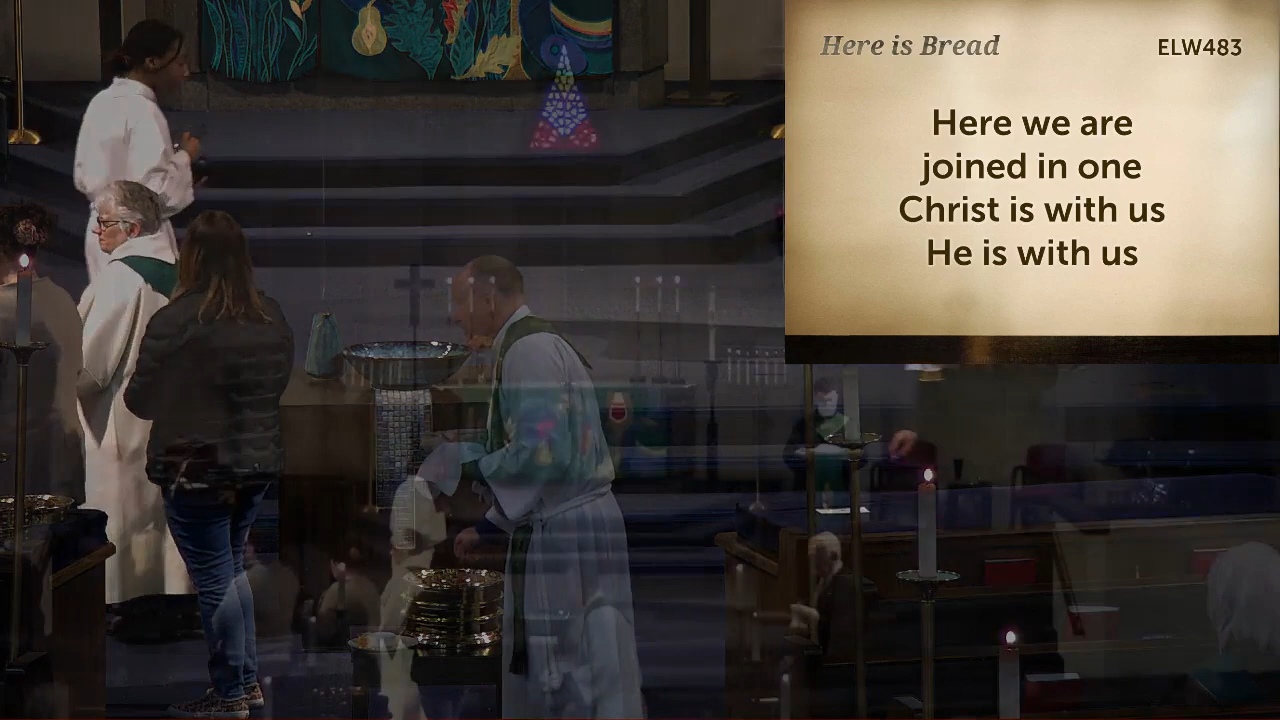 Here is Bread
ELW483
Here we are
joined in one
Christ is with us
He is with us